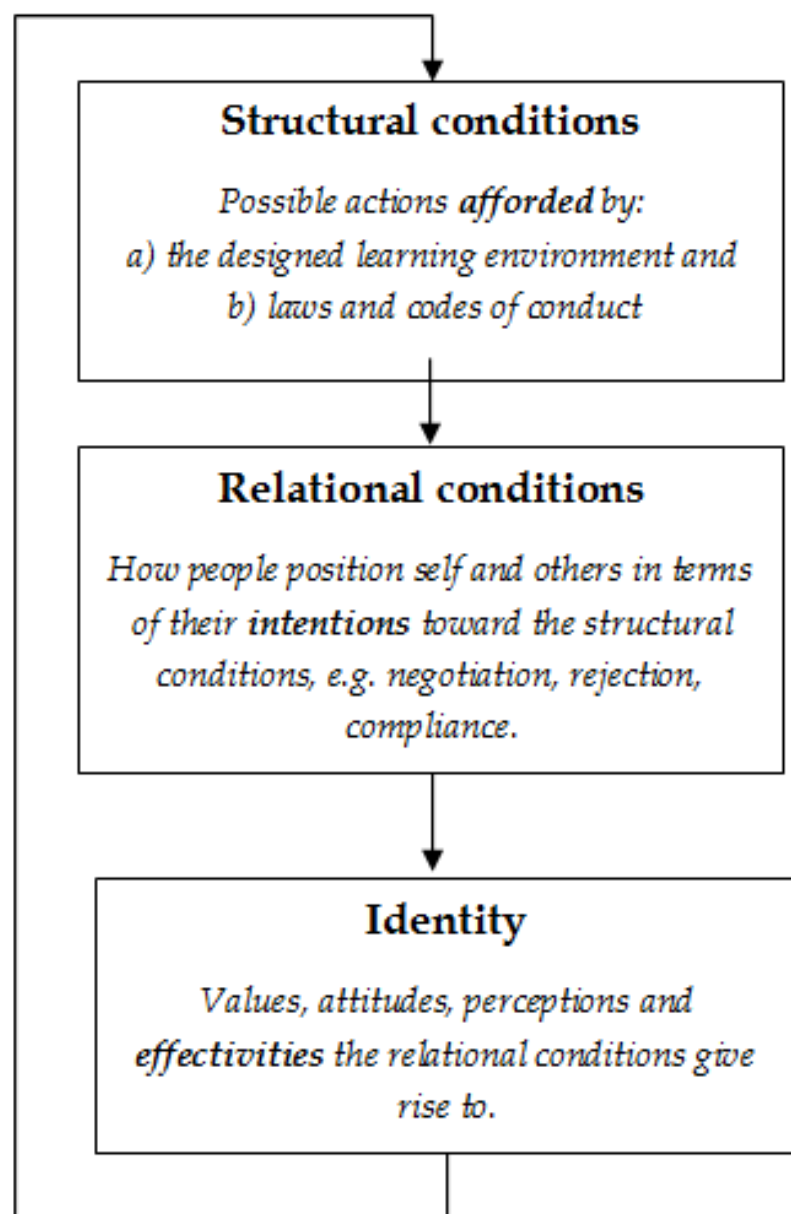 Structural conditions
Possible actions afforded by:
a) the designed learning environment and
b) laws and codes of conduct
Relational conditions
How people position self and others in terms
of their intentions toward the structural
conditions, e.g. negotiation, rejection,
compliance.
Identity
Values, attitudes, perceptions and
effectivities the relational conditions give
rise to.